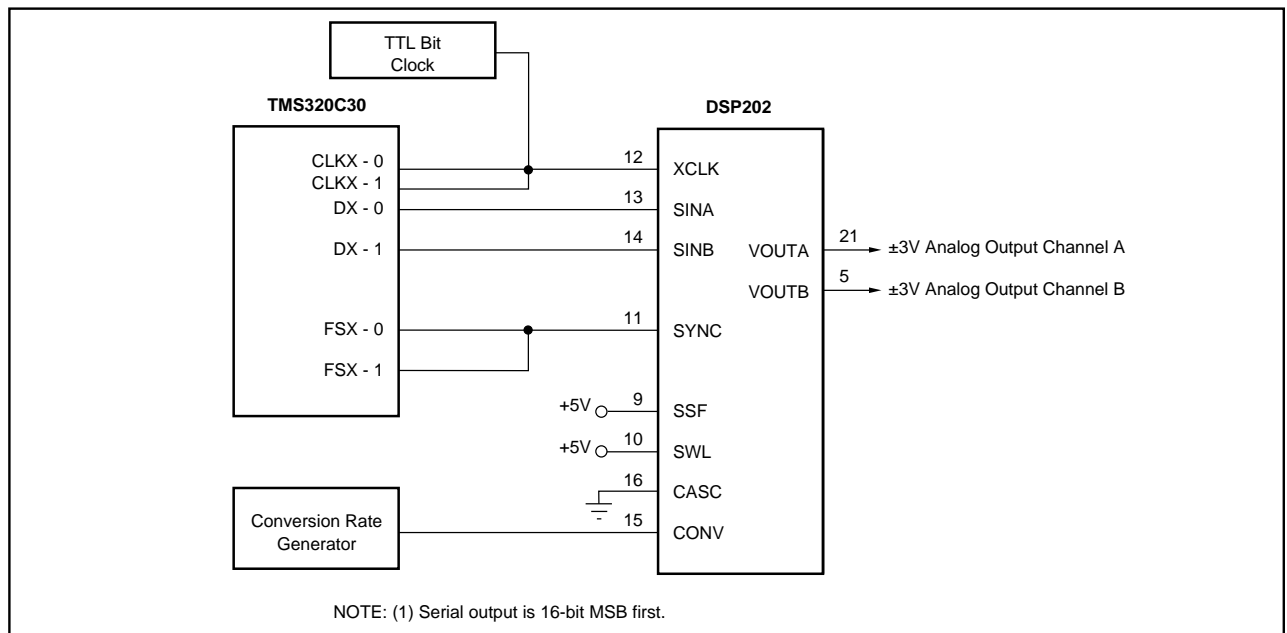 TTL Bit
Clock
TMS320C30
DSP202
CLKX - 0
CLKX - 1
DX - 0
DX - 1
FSX - 0
FSX - 1
12
13
14
11
+5V
9
+5V
10
16
15
XCLK
SINA
SINB
SYNC
SSF
SWL
CASC
CONV
VOUTA
VOUTB
21
±3V Analog Output Channel A
5
±3V Analog Output Channel B
Conversion Rate
Generator
NOTE: (1) Serial output is 16-bit MSB first.